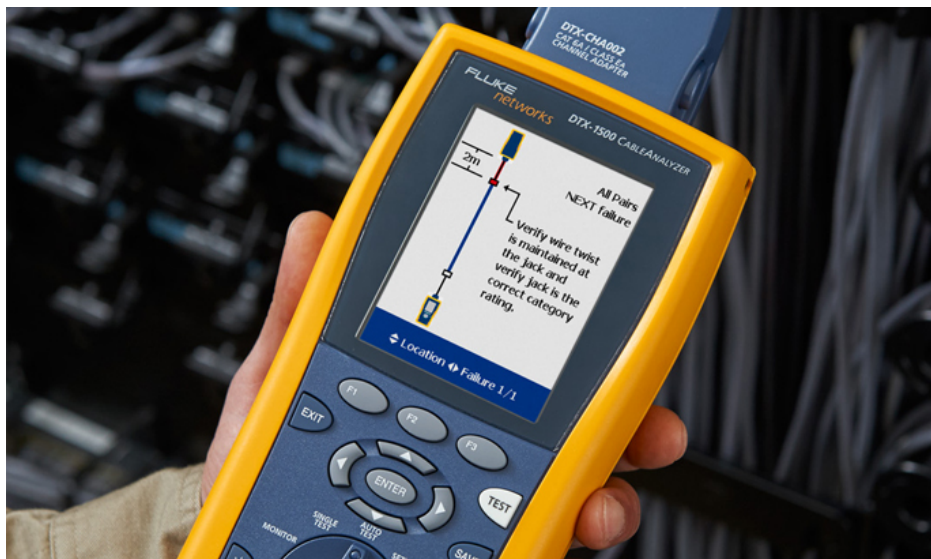 DTX-CHA002
CAT 6A / CLASS EA
CHANNEL ADAPTER
FLUKE
networks
DTX-1500 CABLEANALYZER
2m
All Pairs
NEXT failure
Verify wire twist
is maintained at
the jack and
verify jack is the
correct category
rating.
Location Failure 1/1
F1
F2
F3
EXIT
ENTER
TEST
MONITOR
SINGLE
TEST
AUTO
TEST